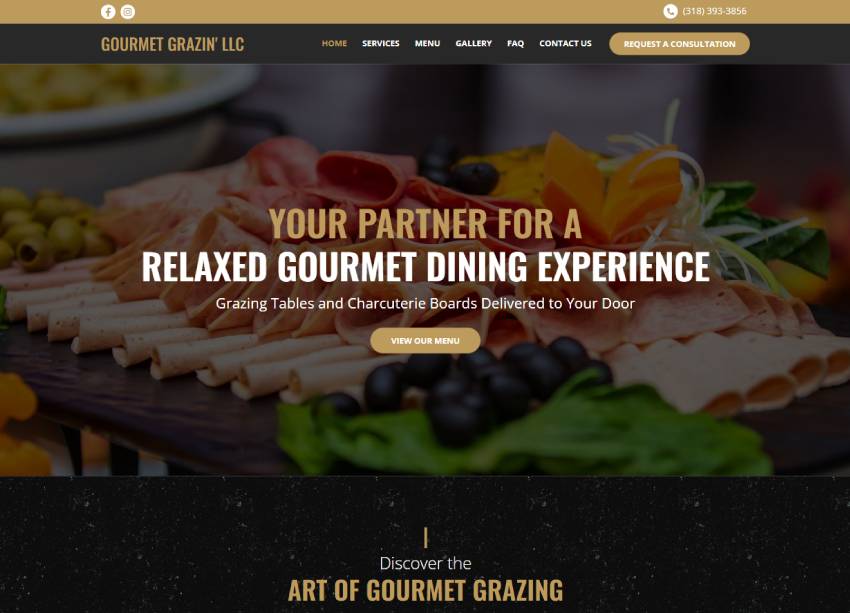 (318) 393-3856
GOURMET GRAZIN' LLC
HOME SERVICES MENU GALLERY FAQ CONTACT US REQUEST A CONSULTATION
YOUR PARTNER FOR A
RELAXED GOURMET DINING EXPERIENCE
Grazing Tables and Charcuterie Boards Delivered to Your Door
VIEW OUR MENU
Discover the
ART OF GOURMET GRAZING